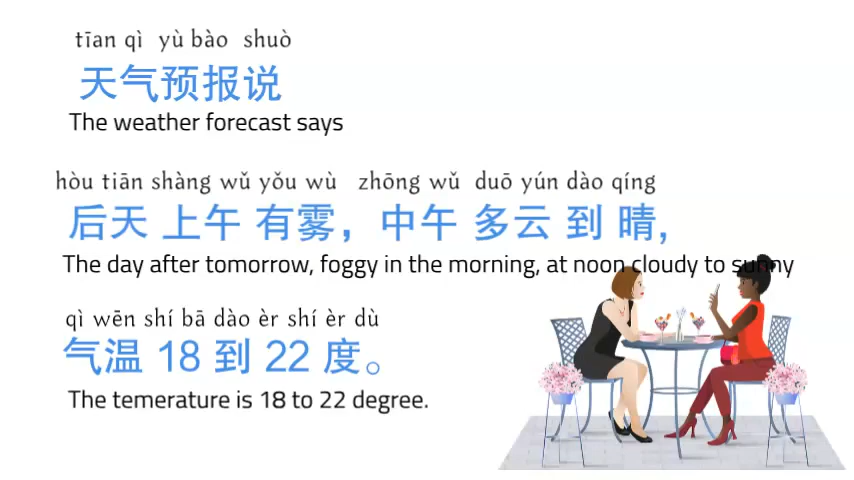 tīan qì yù bào shuò
天气预报说
The weather forecast says
hòu tiān shàng wǔ yǒu wù zhōng wǔ duō yún dào qíng
后天 上午 有雾，中午 多云 到 晴，
The day after tomorrow, foggy in the morning, at noon cloudy to sunny
qì wēn shí bā dào èr shí èr dù
气温 18 到 22 度。
The temerature is 18 to 22 degree.